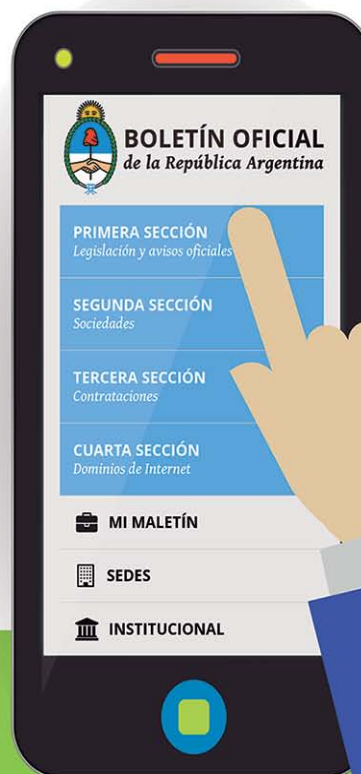 BOLETÍN OFICIAL
de la República Argentina
PRIMERA SECCIÓN
Legislación y avisos oficiales
SEGUNDA SECCIÓN
Sociedades
TERCERA SECCIÓN
Contrataciones
CUARTA SECCIÓN
Dominios de Internet
MI MALETÍN
SEDES
INSTITUCIONAL